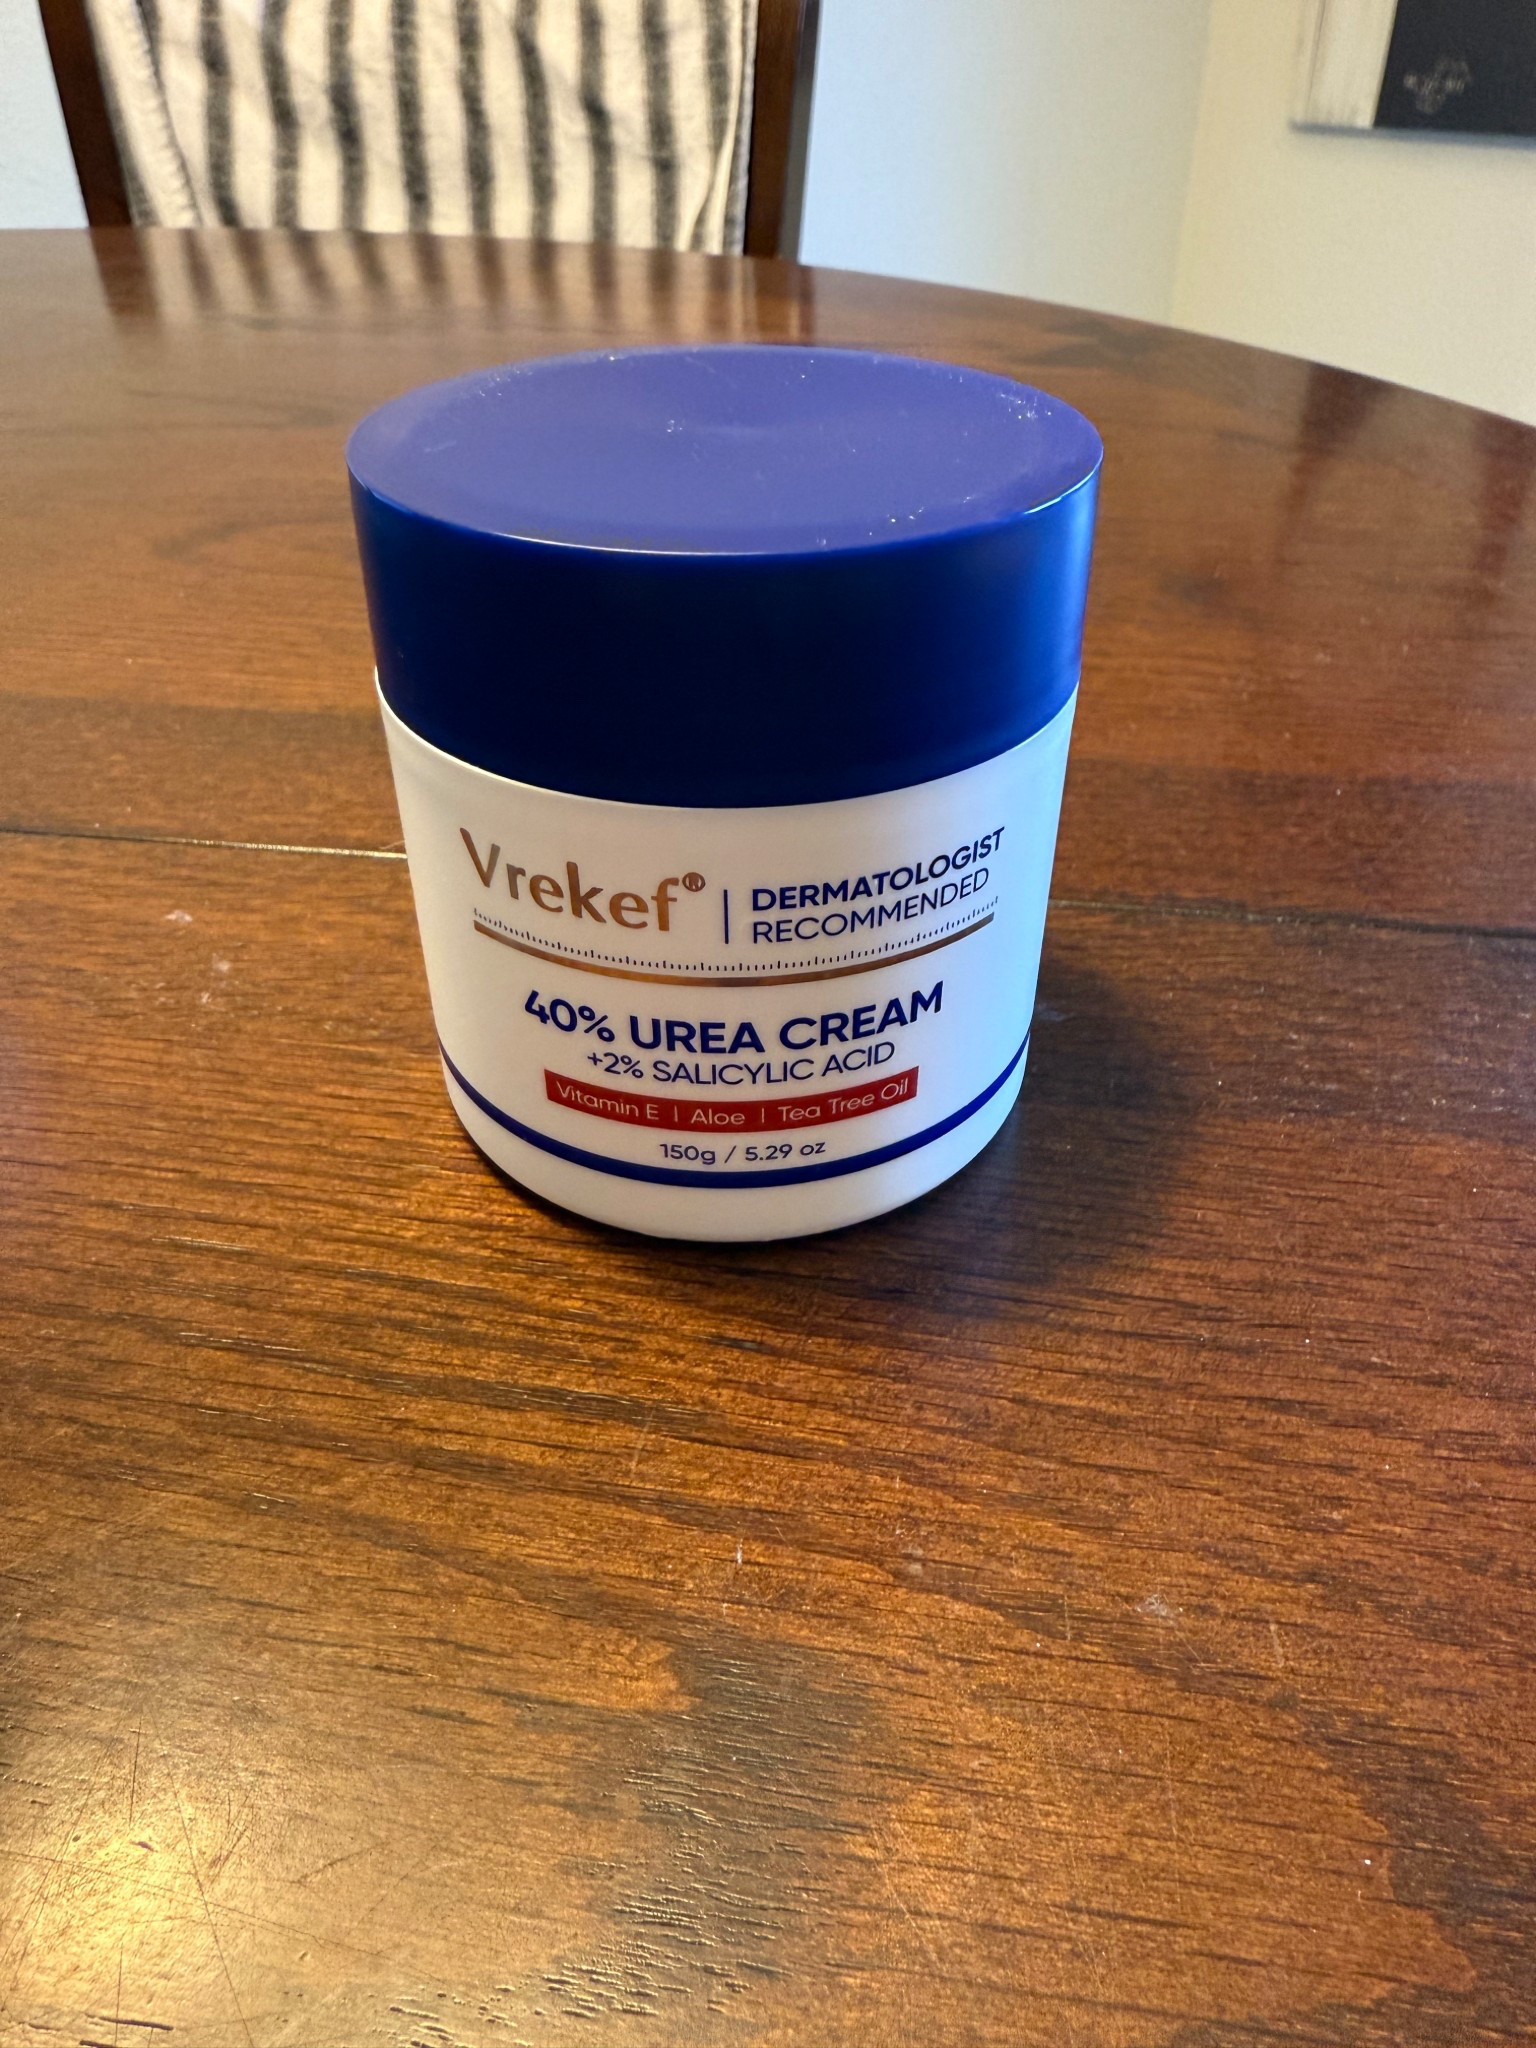 Vrekef® | DERMATOLOGIST
RECOMMENDED
40% UREA CREAM
+2% SALICYLIC ACID
Vitamin E | Aloe | Tea Tree Oil
150g / 5.29 oz